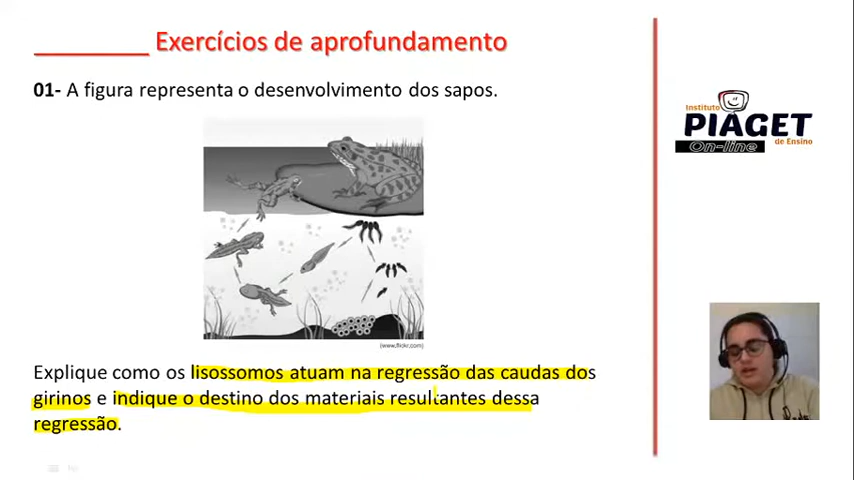 _________ Exercícios de aprofundamento
01- A figura representa o desenvolvimento dos sapos.
Instituto
PIAGET
On-line de Ensino
(www.flickr.com)
Explique como os lisossomos atuam na regressão das caudas dos
girinos e indique o destino dos materiais resultantes dessa
regressão.